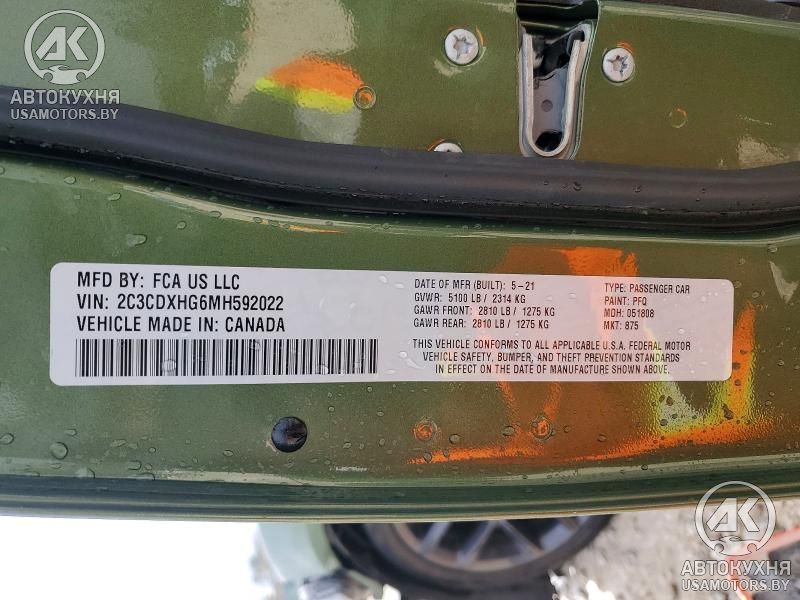 АК
АВТОКУХНЯ
USAMOTORS.BY
MFD BY: FCA US LLC
VIN: 2C3CDXHG6MH592022
VEHICLE MADE IN: CANADA
DATE OF MFR (BUILT): 5-21
GVWR: 5100 LB / 2314 KG
GAWR FRONT: 2810 LB / 1275 KG
GAWR REAR: 2810 LB / 1275 KG
TYPE: PASSENGER CAR
PAINT: PFQ
MDH: 051808
MKT: 875
THIS VEHICLE CONFORMS TO ALL APPLICABLE U.S.A. FEDERAL MOTOR
VEHICLE SAFETY, BUMPER, AND THEFT PREVENTION STANDARDS
IN EFFECT ON THE DATE OF MANUFACTURE SHOWN ABOVE.
АК
АВТОКУХНЯ
USAMOTORS.BY